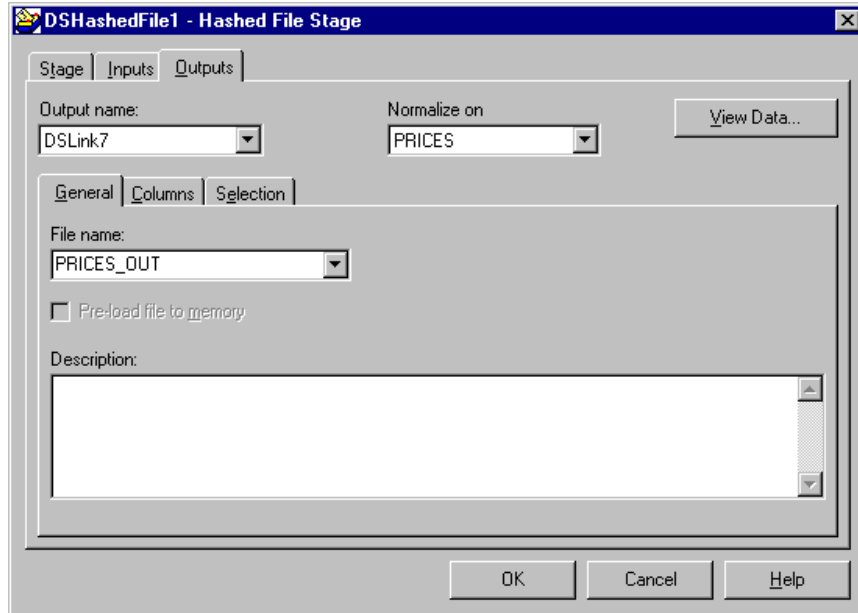 DSHashedFile1 - Hashed File Stage
Stage Inputs Outputs
Output name: Normalize on
DSLink7 PRICES View Data...
General Columns Selection
File name:
PRICES_OUT
Pre-load file to memory
Description:
OK Cancel Help